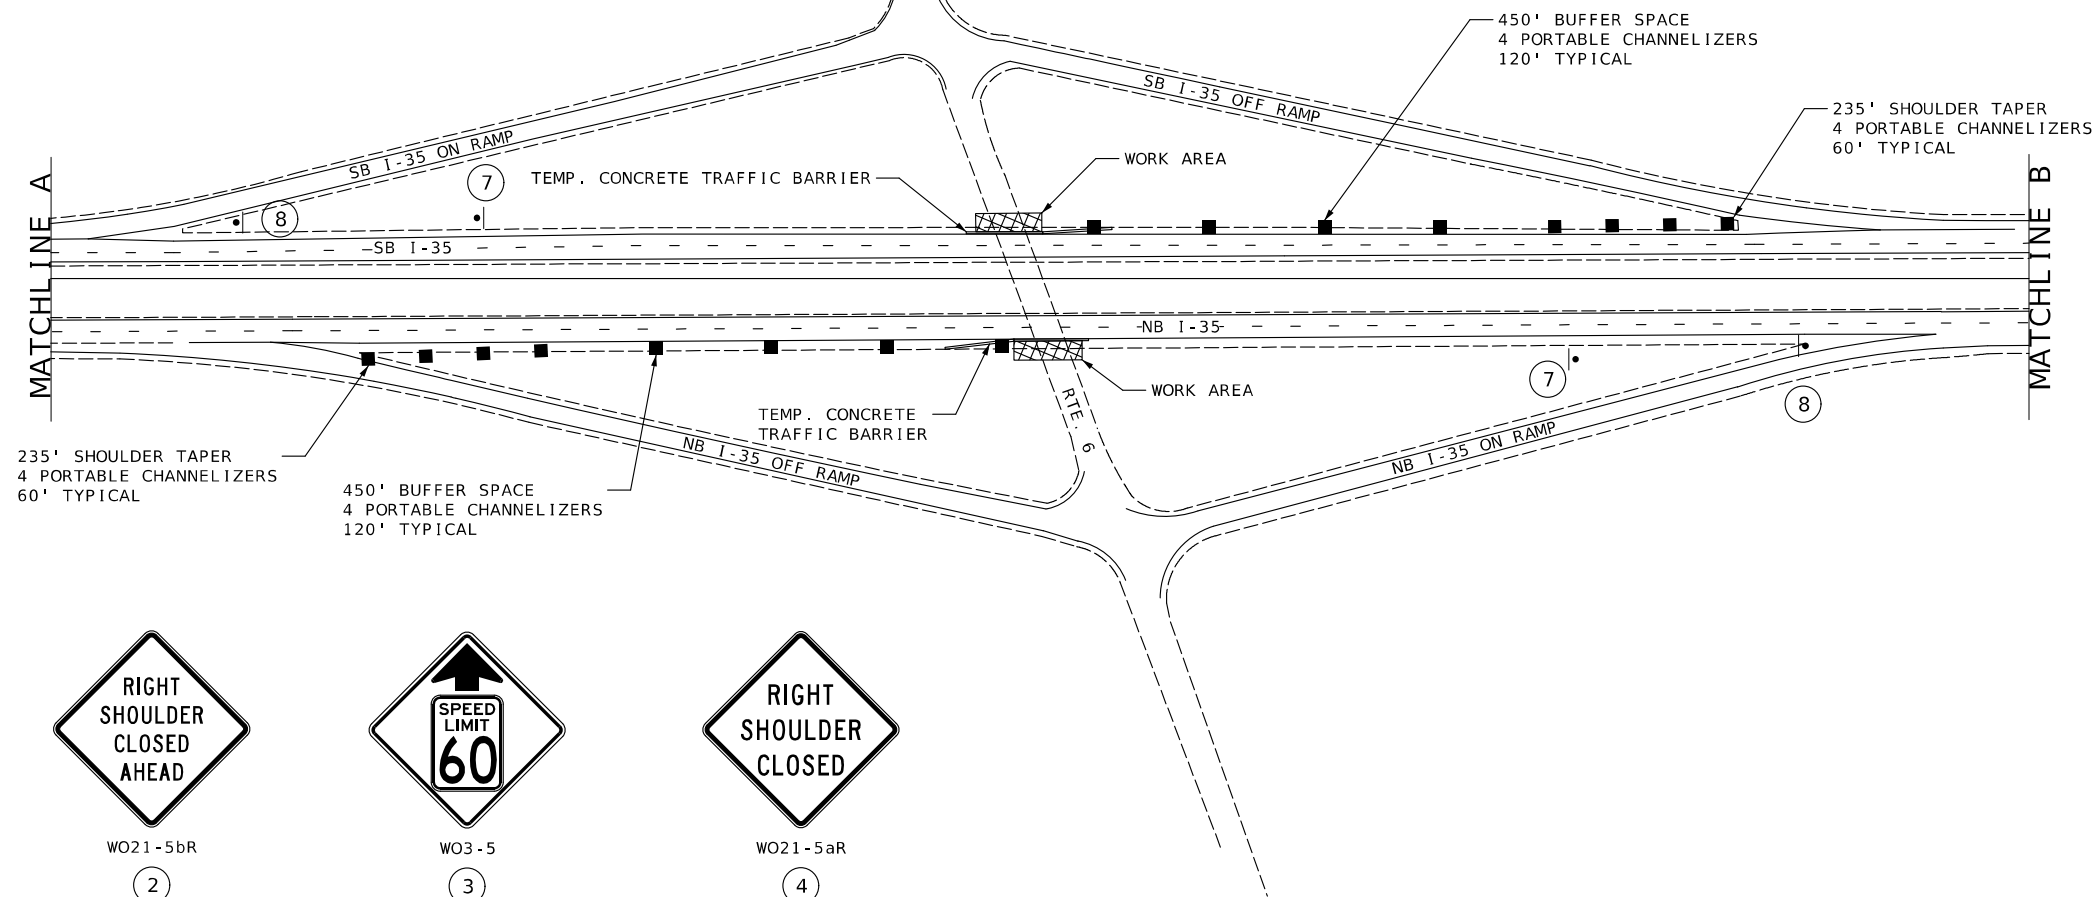 450' BUFFER SPACE
4 PORTABLE CHANNELIZERS
120' TYPICAL
SB I-35 OFF RAMP
235' SHOULDER TAPER
4 PORTABLE CHANNELIZERS
60' TYPICAL
SB I-35 ON RAMP
WORK AREA
TEMP. CONCRETE TRAFFIC BARRIER
7
8
MATCHLINE A
MATCHLINE B
SB I-35
NB I-35
7
8
WORK AREA
RTE. 6
TEMP. CONCRETE
TRAFFIC BARRIER
NB I-35 OFF RAMP
NB I-35 ON RAMP
235' SHOULDER TAPER
4 PORTABLE CHANNELIZERS
60' TYPICAL
450' BUFFER SPACE
4 PORTABLE CHANNELIZERS
120' TYPICAL
RIGHT
SHOULDER
CLOSED
AHEAD
WO21-5bR
2
SPEED
LIMIT
60
WO3-5
3
RIGHT
SHOULDER
CLOSED
WO21-5aR
4